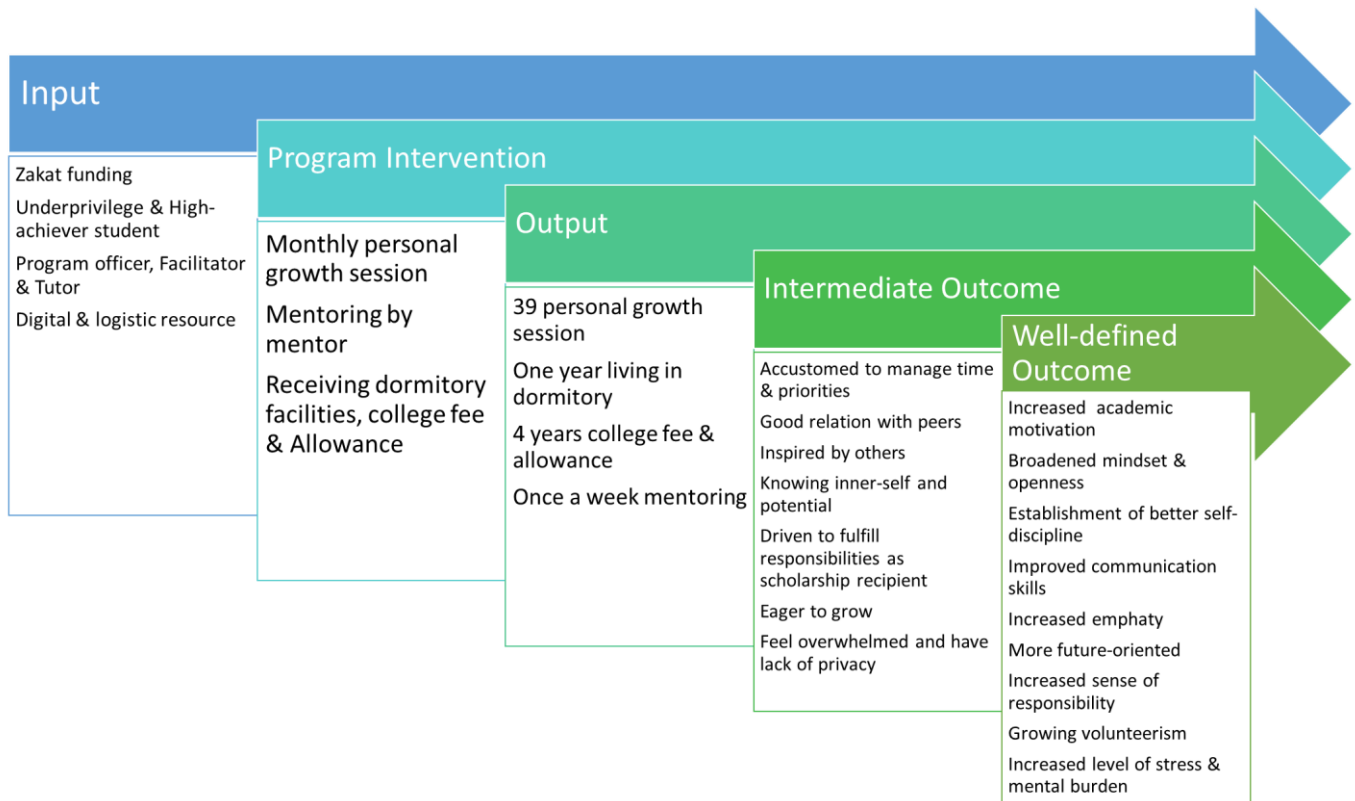 Input
Zakat funding
Underprivilege & High-
achiever student
Program officer, Facilitator
& Tutor
Digital & logistic resource
Program Intervention
Monthly personal
growth session
Mentoring by
mentor
Receiving dormitory
facilities, college fee
& Allowance
Output
39 personal growth
session
One year living in
dormitory
4 years college fee &
allowance
Once a week mentoring
Intermediate Outcome
Accustomed to manage time
& priorities
Good relation with peers
Inspired by others
Knowing inner-self and
potential
Driven to fulfill
responsibilities as
scholarship recipient
Eager to grow
Feel overwhelmed and have
lack of privacy
Well-defined
Outcome
Increased academic
motivation
Broadened mindset &
openness
Establishment of better self-
discipline
Improved communication
skills
Increased emphaty
More future-oriented
Increased sense of
responsibility
Growing volunteerism
Increased level of stress &
mental burden